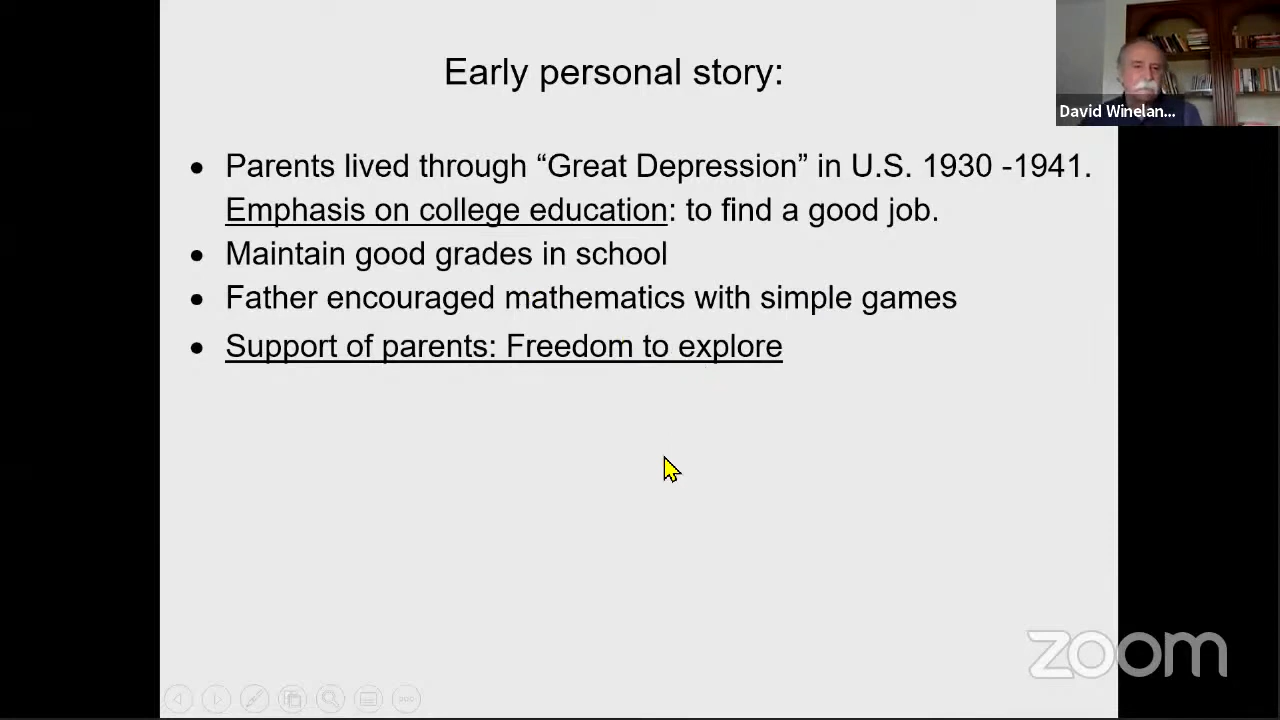 Early personal story:
David Winelan...
• Parents lived through “Great Depression” in U.S. 1930 -1941.
Emphasis on college education: to find a good job.
• Maintain good grades in school
• Father encouraged mathematics with simple games
• Support of parents: Freedom to explore
zoom